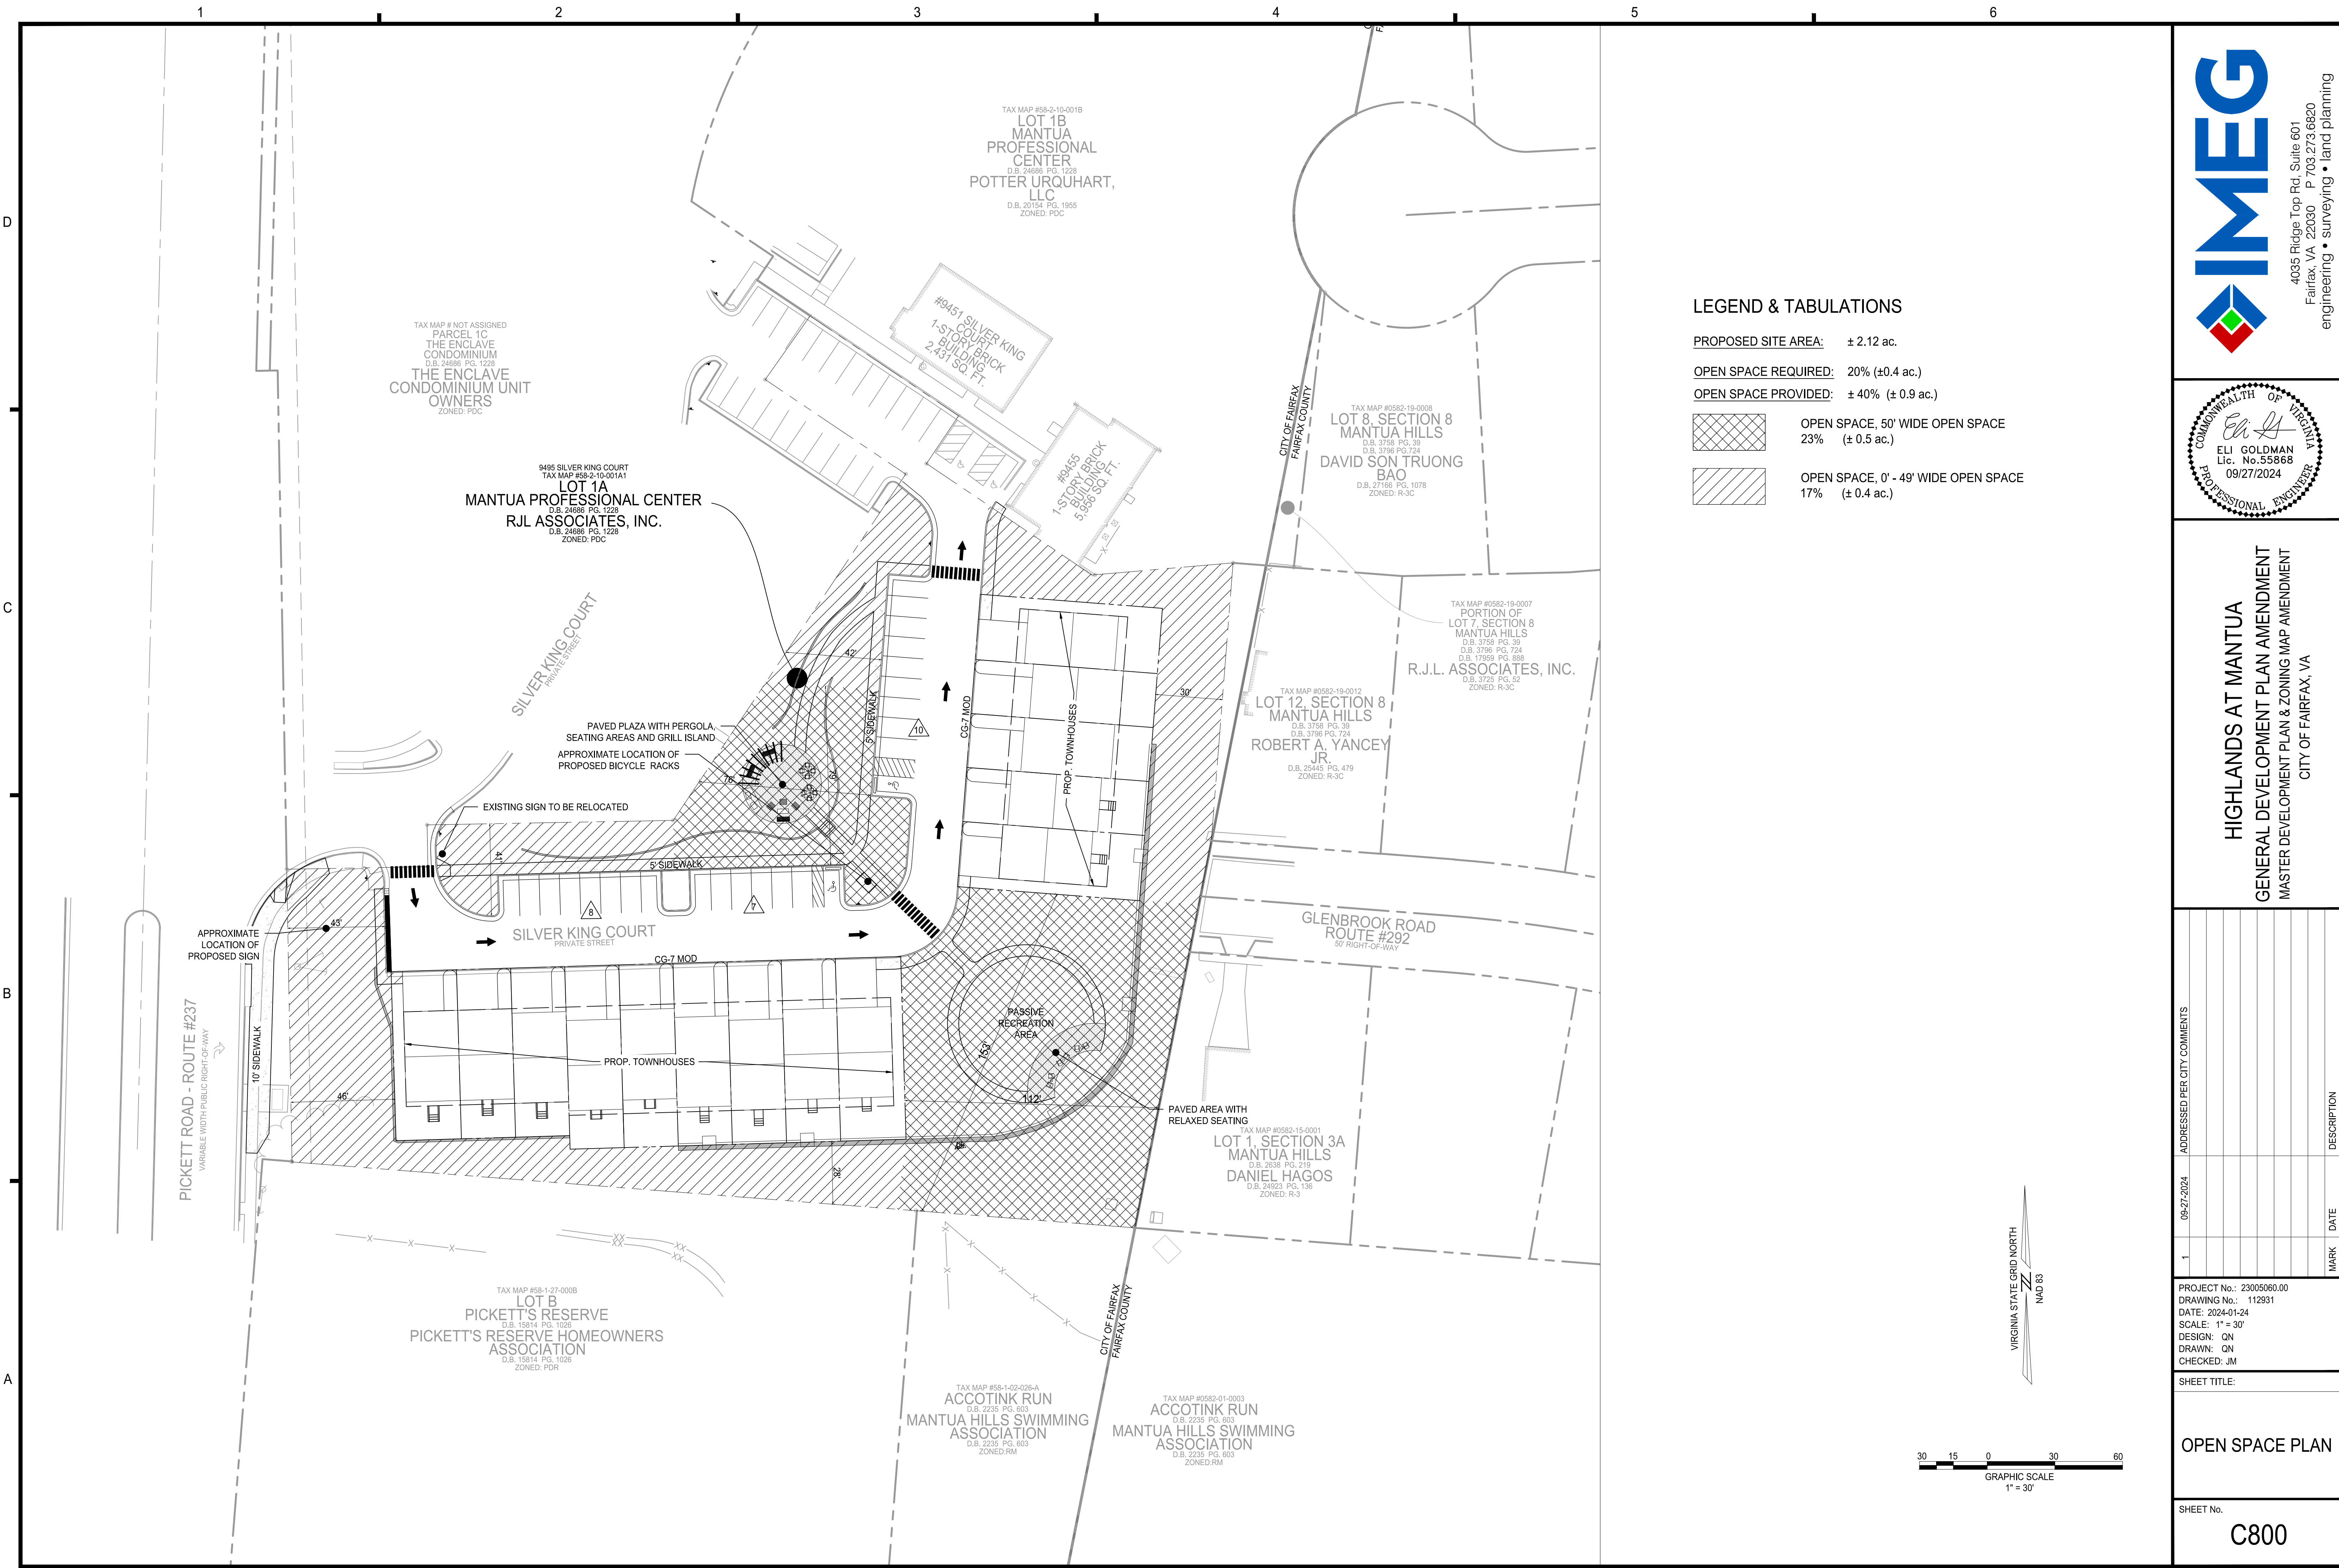 1
2
3
4
5
6
D
C
B
A
TAX MAP #58-2-10-001B
LOT 1B
MANTUA
PROFESSIONAL
CENTER
D.B. 24686 PG. 1228
POTTER URQUHART,
LLC
D.B. 20154 PG. 1955
ZONED: PDC
TAX MAP # NOT ASSIGNED
PARCEL 1C
THE ENCLAVE
CONDOMINIUM
D.B. 24686 PG. 1228
THE ENCLAVE
CONDOMINIUM UNIT
OWNERS
ZONED: PDC
#9451 SILVER KING
COURT
1-STORY BRICK
BUILDING
2,431 SQ. FT.
#9455
1-STORY BRICK
BUILDING
5,956 SQ. FT.
9495 SILVER KING COURT
TAX MAP #58-2-10-001A1
LOT 1A
MANTUA PROFESSIONAL CENTER
D.B. 24686 PG. 1228
RJL ASSOCIATES, INC.
D.B. 24686 PG. 1228
ZONED: PDC
CITY OF FAIRFAX
FAIRFAX COUNTY
TAX MAP #0582-19-0008
LOT 8, SECTION 8
MANTUA HILLS
D.B. 3758 PG. 39
D.B. 3796 PG.724
DAVID SON TRUONG
BAO
D.B. 27166 PG. 1078
ZONED: R-3C
TAX MAP #0582-19-0007
PORTION OF
LOT 7, SECTION 8
MANTUA HILLS
D.B. 3758 PG. 39
D.B. 3796 PG. 724
D.B. 17959 PG. 888
R.J.L. ASSOCIATES, INC.
D.B. 3725 PG. 52
ZONED: R-3C
TAX MAP #0582-19-0012
LOT 12, SECTION 8
MANTUA HILLS
D.B. 3758 PG. 39
D.B. 3796 PG. 724
ROBERT A. YANCEY
JR.
D.B. 25445 PG. 479
ZONED: R-3C
SILVER KING COURT
PRIVATE STREET
42'
5' SIDEWALK
10
CG-7 MOD
PROP. TOWNHOUSES
30'
PAVED PLAZA WITH PERGOLA,
SEATING AREAS AND GRILL ISLAND
APPROXIMATE LOCATION OF
PROPOSED BICYCLE RACKS
76'
EXISTING SIGN TO BE RELOCATED
41'
5' SIDEWALK
8
7
SILVER KING COURT
PRIVATE STREET
CG-7 MOD
43'
APPROXIMATE
LOCATION OF
PROPOSED SIGN
10' SIDEWALK
PICKETT ROAD - ROUTE #237
VARIABLE WIDTH PUBLIC RIGHT-OF-WAY
46'
PROP. TOWNHOUSES
PASSIVE
RECREATION
AREA
153'
112'
28'
PAVED AREA WITH
RELAXED SEATING
GLENBROOK ROAD
ROUTE #292
50' RIGHT-OF-WAY
TAX MAP #0582-15-0001
LOT 1, SECTION 3A
MANTUA HILLS
D.B. 2638 PG. 219
DANIEL HAGOS
D.B. 24923 PG. 136
ZONED: R-3
TAX MAP #58-1-27-000B
LOT B
PICKETT'S RESERVE
D.B. 15814 PG. 1026
PICKETT'S RESERVE HOMEOWNERS
ASSOCIATION
D.B. 15814 PG. 1026
ZONED: PDR
TAX MAP #58-1-02-026-A
ACCOTINK RUN
D.B. 2235 PG. 603
MANTUA HILLS SWIMMING
ASSOCIATION
D.B. 2235 PG. 603
ZONED:RM
CITY OF FAIRFAX
FAIRFAX COUNTY
TAX MAP #0582-01-0003
ACCOTINK RUN
D.B. 2235 PG. 603
MANTUA HILLS SWIMMING
ASSOCIATION
D.B. 2235 PG. 603
ZONED:RM
LEGEND & TABULATIONS
PROPOSED SITE AREA: ± 2.12 ac.
OPEN SPACE REQUIRED: 20% (±0.4 ac.)
OPEN SPACE PROVIDED: ± 40% (± 0.9 ac.)
OPEN SPACE, 50' WIDE OPEN SPACE
23% (± 0.5 ac.)
OPEN SPACE, 0' - 49' WIDE OPEN SPACE
17% (± 0.4 ac.)
VIRGINIA STATE GRID NORTH
N
NAD 83
30 15 0 30 60
GRAPHIC SCALE
1" = 30'
IMEG
4035 Ridge Top Rd, Suite 601
Fairfax, VA 22030 P 703.273.6820
engineering • surveying • land planning
COMMONWEALTH OF VIRGINIA
ELI GOLDMAN
Lic. No.55868
09/27/2024
PROFESSIONAL ENGINEER
HIGHLANDS AT MANTUA
GENERAL DEVELOPMENT PLAN AMENDMENT
MASTER DEVELOPMENT PLAN & ZONING MAP AMENDMENT
CITY OF FAIRFAX, VA
1 09-27-2024 ADDRESSED PER CITY COMMENTS
MARK DATE DESCRIPTION
PROJECT No.: 23005060.00
DRAWING No.: 112931
DATE: 2024-01-24
SCALE: 1" = 30'
DESIGN: QN
DRAWN: QN
CHECKED: JM
SHEET TITLE:
OPEN SPACE PLAN
SHEET No.
C800